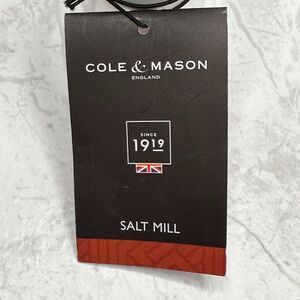 COLE & MASON
ENGLAND
SINCE
1919
SALT MILL